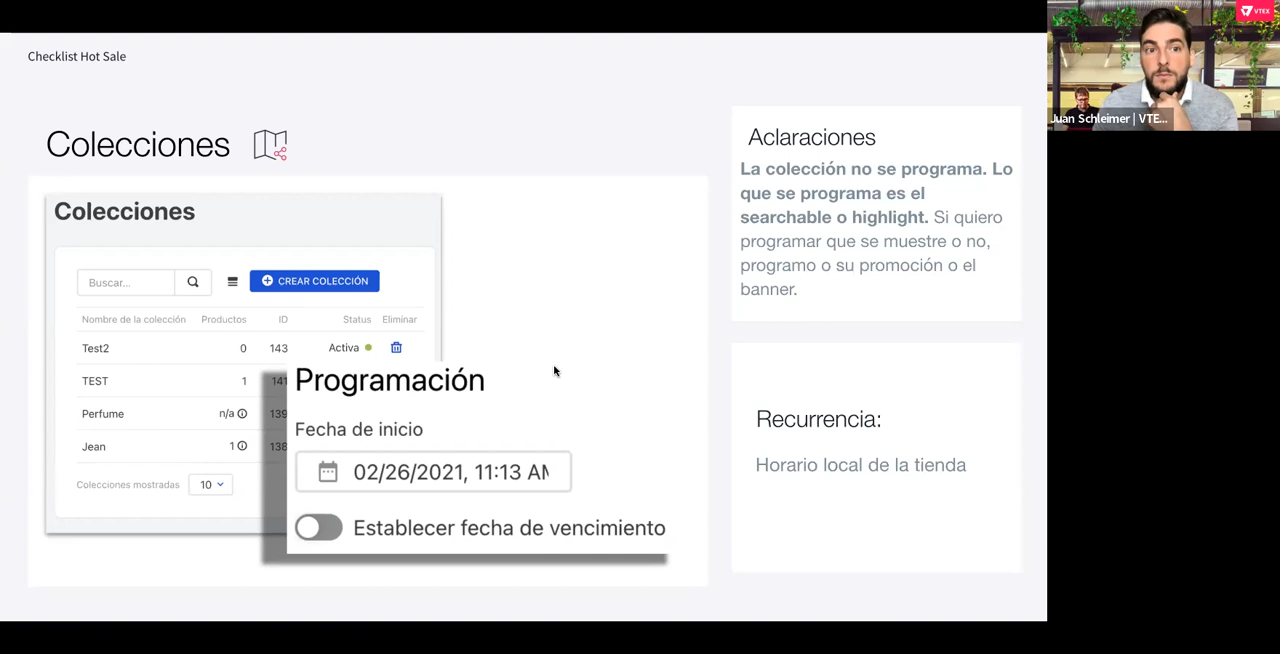 Checklist Hot Sale
VTEX
Juan Schleimer | VTE...
Colecciones
Colecciones
Buscar...
CREAR COLECCIÓN
Nombre de la colección Productos ID Status Eliminar
Test2 0 143 Activa
TEST 1 141
Perfume n/a 139
Jean 1 138
Colecciones mostradas 10
Programación
Fecha de inicio
02/26/2021, 11:13 AM
Establecer fecha de vencimiento
Aclaraciones
La colección no se programa. Lo
que se programa es el
searchable o highlight. Si quiero
programar que se muestre o no,
programo o su promoción o el
banner.
Recurrencia:
Horario local de la tienda